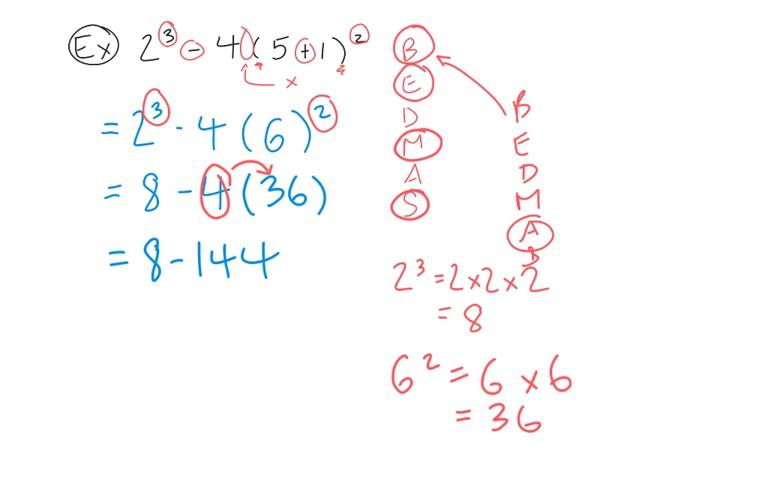 Ex 2³ - 4(5+1)²
= 2³ - 4(6)²
= 8 - 4(36)
= 8 - 144
x
B
E
D
M
A
S
B
E
D
M
A
2³ = 2 x 2 x 2
= 8
6² = 6 x 6
= 36